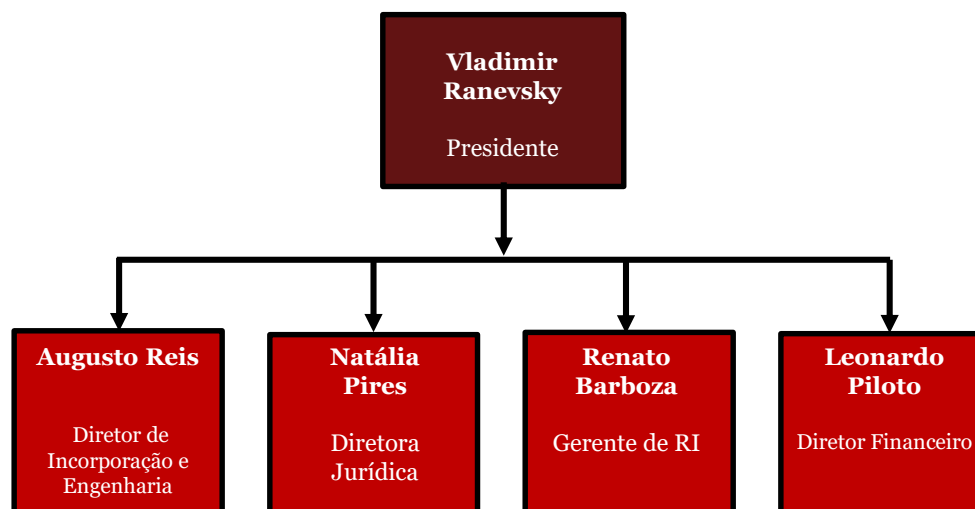 Vladimir
Ranevsky
Presidente
Augusto Reis
Diretor de
Incorporação e
Engenharia
Natália
Pires
Diretora
Jurídica
Renato
Barboza
Gerente de RI
Leonardo
Piloto
Diretor Financeiro